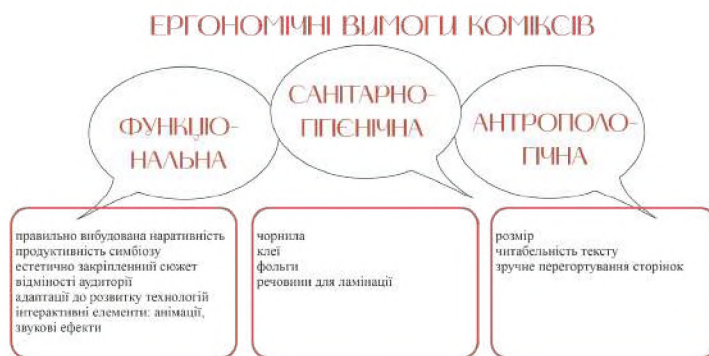 ЕРГОНОМІЧНІ ВИМОГИ КОМІКСІВ
ФУНКЦІО-
НАЛЬНА
САНІТАРНО-
ГІГІЄНІЧНА
АНТРОПОЛО-
ГІЧНА
правильно вибудована наративність
продуктивність симбіозу
естетично закріпленний сюжет
відміності аудиторії
адаптації до розвитку технологій
інтерактивні елементи: анімації,
звукові ефекти
чорнила
клеї
фольги
речовини для ламінації
розмір
читабельність тексту
зручне перегортування сторінок